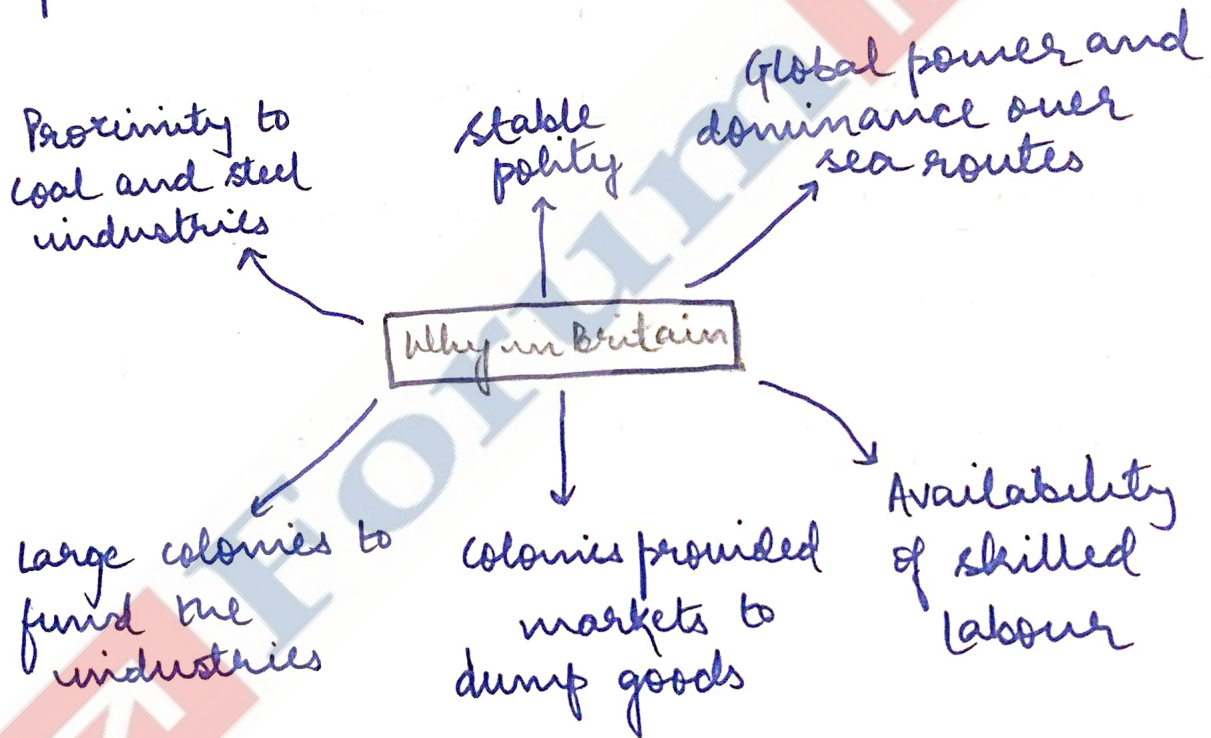 Proximity to
coal and steel
industries
stable
polity
Global power and
dominance over
sea routes
Why in Britain
Large colonies to
fund the
industries
colonies provided
markets to
dump goods
Availability
of skilled
labour
Forum